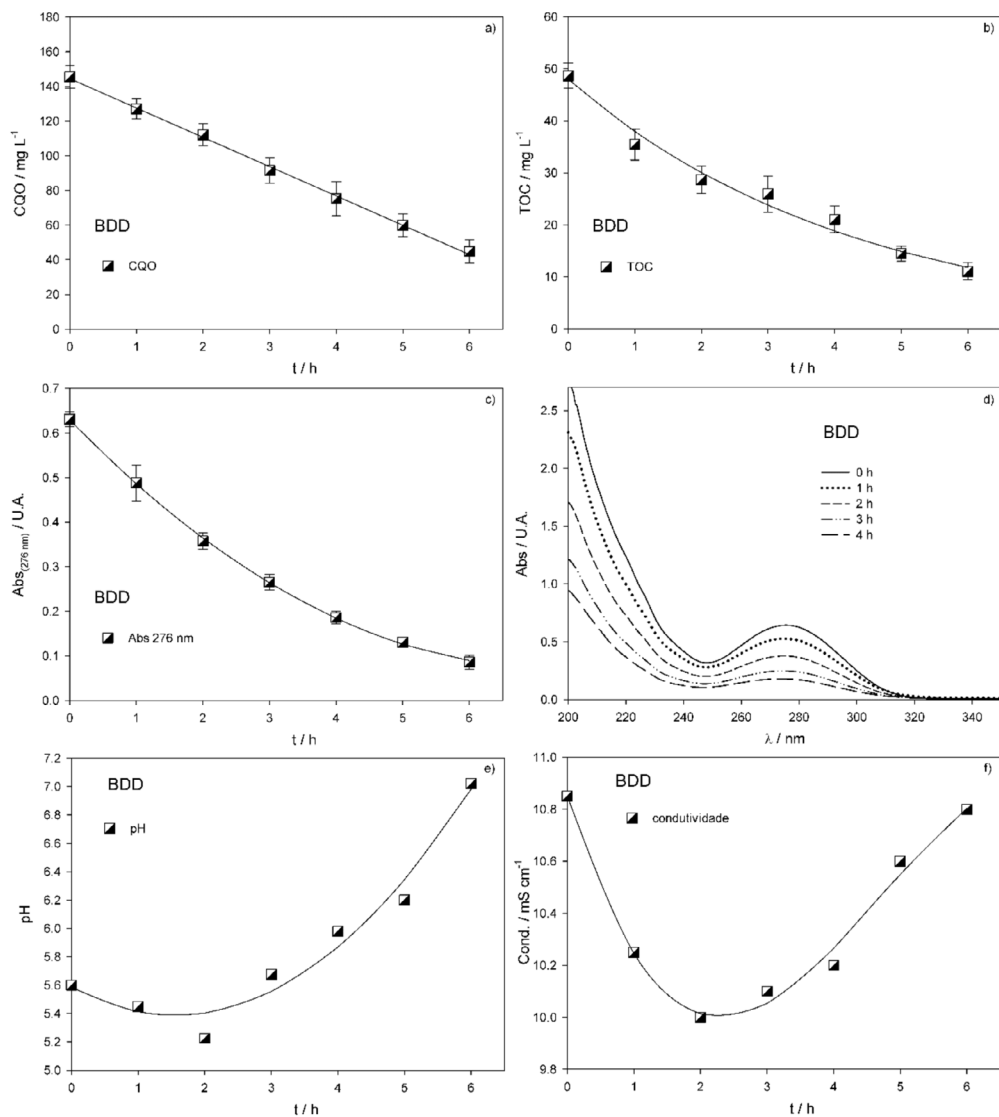 a)
180
160
140
120
100
80
60
40
20
0
CQO / mg L⁻¹
BDD
CQO
0 1 2 3 4 5 6
t / h
b)
60
50
40
30
20
10
0
TOC / mg L⁻¹
BDD
TOC
0 1 2 3 4 5 6
t / h
c)
0.7
0.6
0.5
0.4
0.3
0.2
0.1
0.0
Abs(276 nm) / U.A.
BDD
Abs 276 nm
0 1 2 3 4 5 6
t / h
d)
2.5
2.0
1.5
1.0
0.5
0.0
Abs / U.A.
BDD
0 h
1 h
2 h
3 h
4 h
200 220 240 260 280 300 320 340
λ / nm
e)
7.2
7.0
6.8
6.6
6.4
6.2
6.0
5.8
5.6
5.4
5.2
5.0
pH
BDD
pH
0 1 2 3 4 5 6
t / h
f)
11.0
10.8
10.6
10.4
10.2
10.0
9.8
Cond. / mS cm⁻¹
BDD
condutividade
0 1 2 3 4 5 6
t / h